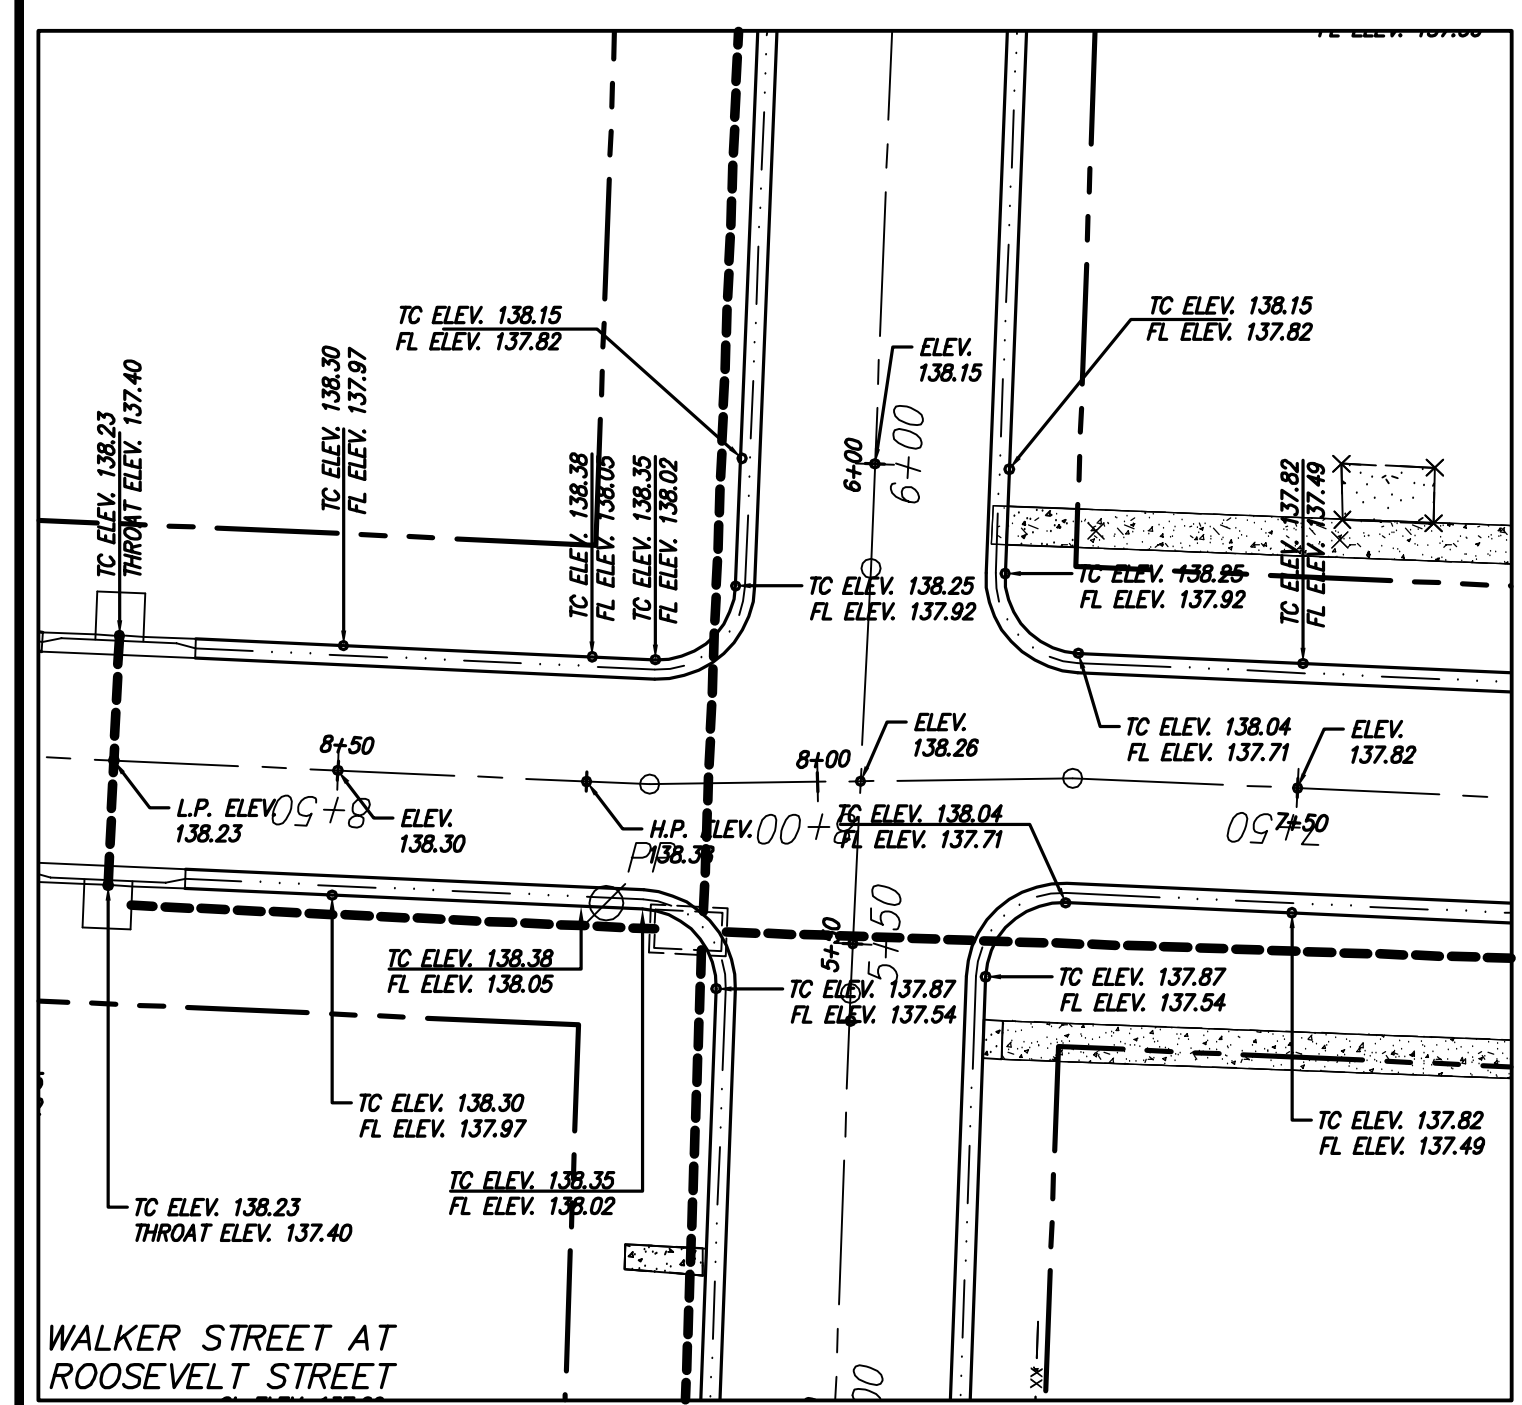 TC ELEV. 138.15
FL ELEV. 137.82
TC ELEV. 138.15
FL ELEV. 137.82
ELEV.
138.15
TC ELEV. 138.23
THROAT ELEV. 137.40
TC ELEV. 138.30
FL ELEV. 137.97
TC ELEV. 138.38
FL ELEV. 138.05
TC ELEV. 138.35
FL ELEV. 138.02
6+00
6+00
TC ELEV. 137.82
FL ELEV. 137.49
TC ELEV. 138.25
FL ELEV. 137.92
TC ELEV. 138.25
FL ELEV. 137.92
8+50
ELEV.
138.26
8+00
TC ELEV. 138.04
FL ELEV. 137.71
ELEV.
137.82
L.P. ELEV.
138.23
8+50
ELEV.
138.30
H.P. ELEV.
8+00
TC ELEV. 138.04
FL ELEV. 137.71
7+50
7+50
5+50
TC ELEV. 138.38
FL ELEV. 138.05
TC ELEV. 137.87
FL ELEV. 137.54
TC ELEV. 137.87
FL ELEV. 137.54
TC ELEV. 138.30
FL ELEV. 137.97
TC ELEV. 137.82
FL ELEV. 137.49
TC ELEV. 138.35
FL ELEV. 138.02
TC ELEV. 138.23
THROAT ELEV. 137.40
WALKER STREET AT
ROOSEVELT STREET